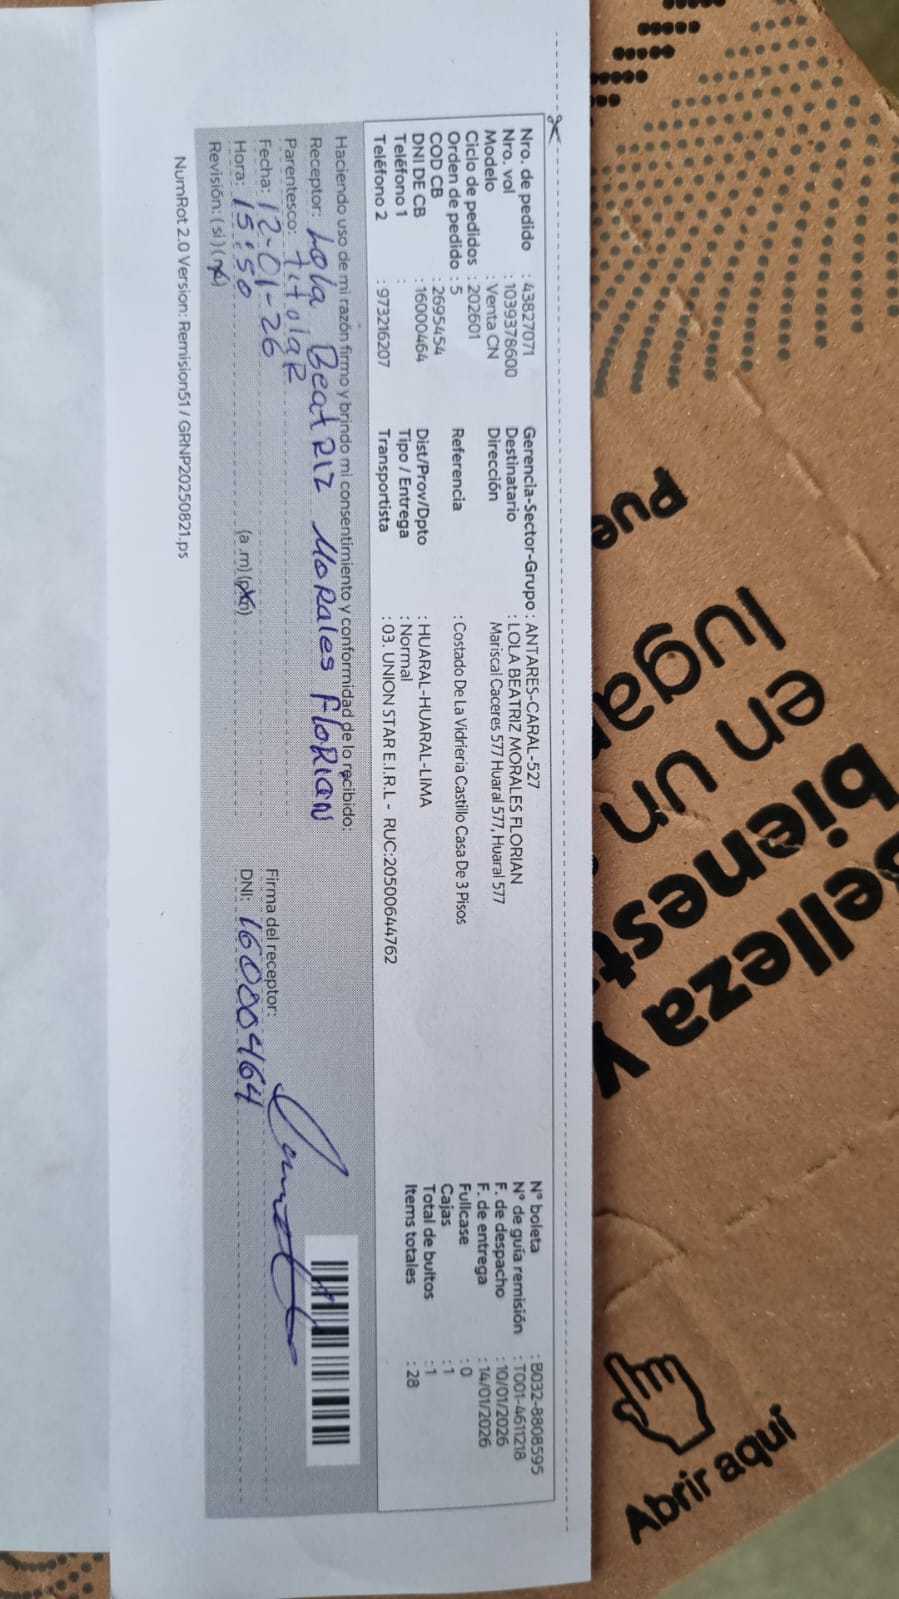 Nro. de pedido : 43827071
Nro. vol : 1039378600
Modelo : Venta CN
Ciclo de pedidos : 202601
Orden de pedido : 5
COD CB : 2695454
DNI DE CB : 16000464
Teléfono 1 :
Teléfono 2 : 973216207
Gerencia-Sector-Grupo : ANTARES-CARAL-527
Destinatario : LOLA BEATRIZ MORALES FLORIAN
Dirección Mariscal Caceres 577 Huaral 577, Huaral 577
Referencia : Costado De La Vidrieria Castillo Casa De 3 Pisos
Dist/Prov/Dpto : HUARAL-HUARAL-LIMA
Tipo / Entrega : Normal
Transportista : 03. UNION STAR E.I.R.L - RUC:20500644762
N° boleta : B032-8808595
N° de guía remisión : T001-4611218
F. de despacho : 10/01/2026
F. de entrega : 14/01/2026
Fullcase : 0
Cajas : 1
Total de bultos : 1
Items totales : 28
Haciendo uso de mi razón firmo y brindo mi consentimiento y conformidad de lo recibido:
Receptor: Lola Beatriz Morales Florian
Parentesco: titolar
Fecha: 12-01-26
Hora: 15:50 (a.m) (p.m)
Revisión: (si) (no)
Firma del receptor:
DNI: 16000464
NumRot 2.0 Version: Remision51 / GRNP20250821.ps
Pue
lugar
en un
bienest
Belleza y
Abrir aquí